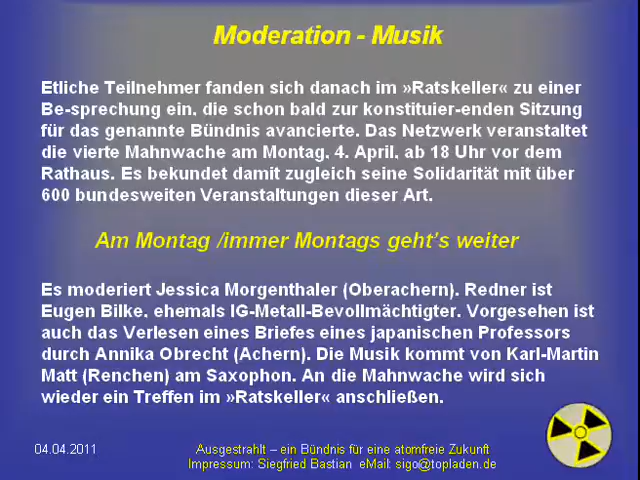 Moderation - Musik
Etliche Teilnehmer fanden sich danach im »Ratskeller« zu einer
Be-sprechung ein, die schon bald zur konstituier-enden Sitzung
für das genannte Bündnis avancierte. Das Netzwerk veranstaltet
die vierte Mahnwache am Montag, 4. April, ab 18 Uhr vor dem
Rathaus. Es bekundet damit zugleich seine Solidarität mit über
600 bundesweiten Veranstaltungen dieser Art.
Am Montag /immer Montags geht's weiter
Es moderiert Jessica Morgenthaler (Oberachern). Redner ist
Eugen Bilke, ehemals IG-Metall-Bevollmächtigter. Vorgesehen ist
auch das Verlesen eines Briefes eines japanischen Professors
durch Annika Obrecht (Achern). Die Musik kommt von Karl-Martin
Matt (Renchen) am Saxophon. An die Mahnwache wird sich
wieder ein Treffen im »Ratskeller« anschließen.
04.04.2011
Ausgestrahlt – ein Bündnis für eine atomfreie Zukunft
Impressum: Siegfried Bastian eMail: sigo@topladen.de